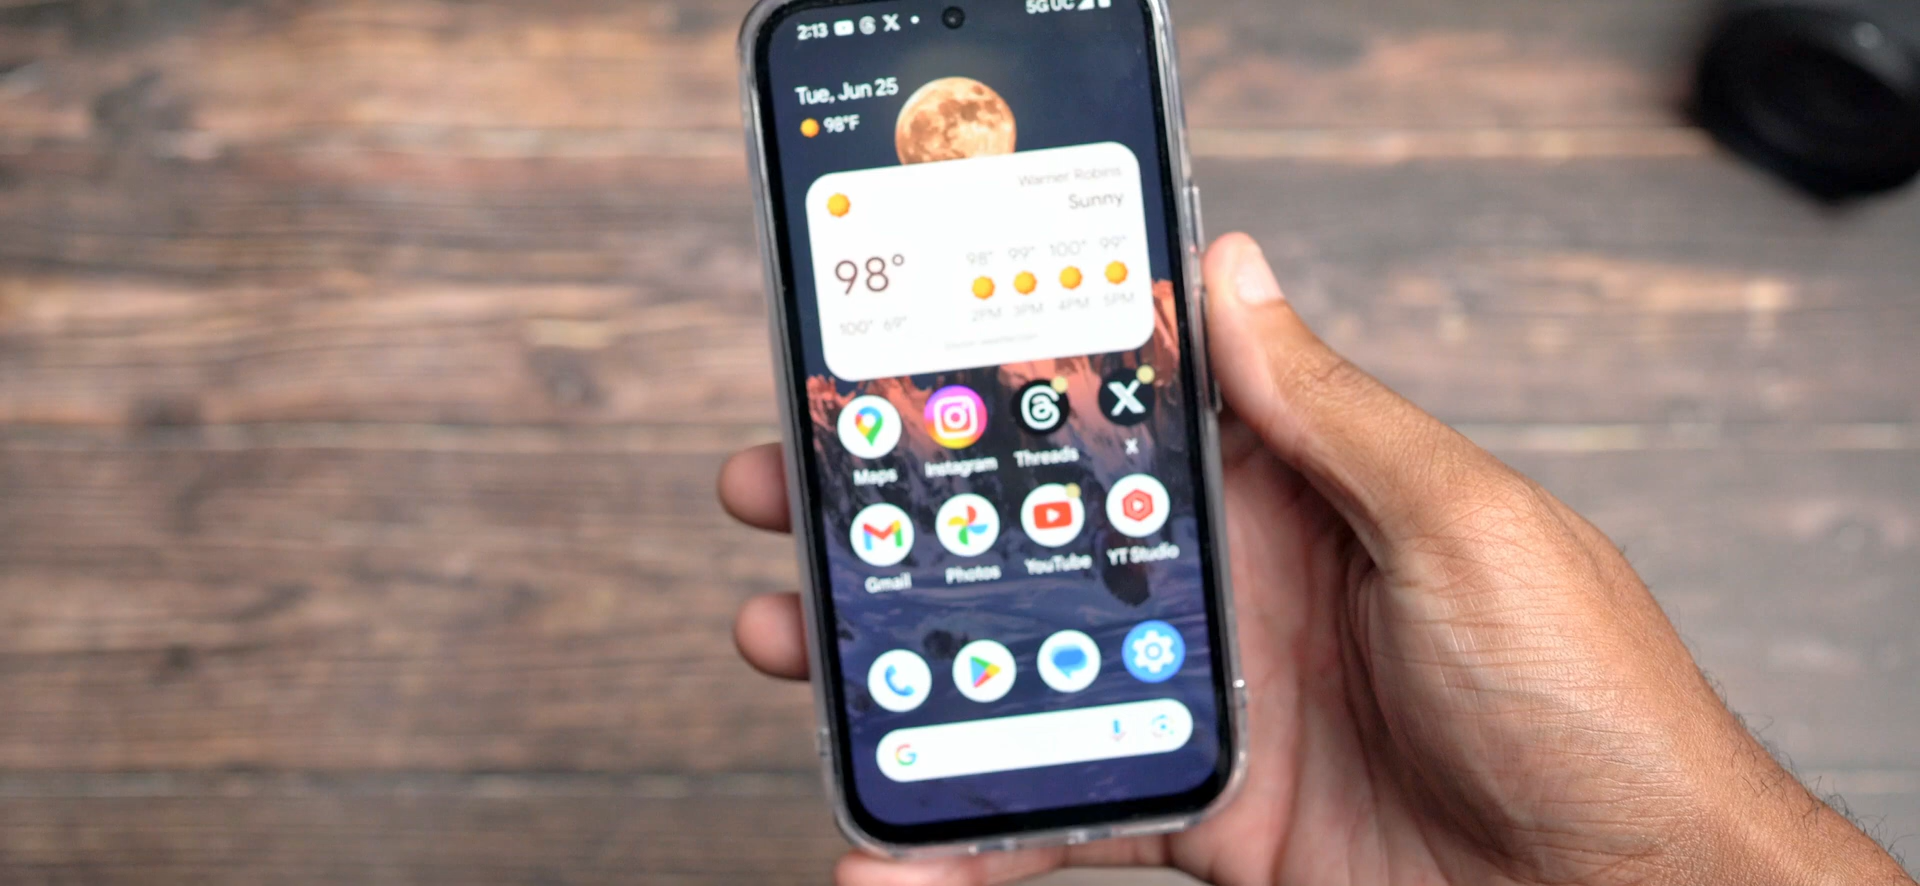 2:13 5G UC
Tue, Jun 25
98°F
Warner Robins
Sunny
98°
98° 99° 100° 99°
2PM 3PM 4PM 5PM
100° 69°
Maps Instagram Threads X
Gmail Photos YouTube YT Studio